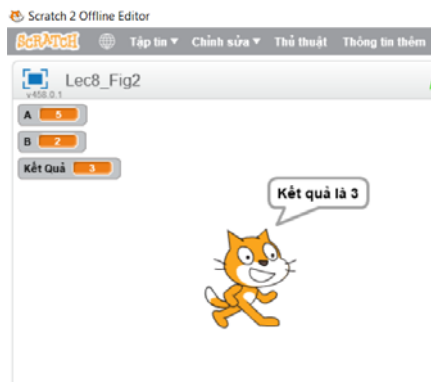 Scratch 2 Offline Editor
SCRATCH Tập tin Chỉnh sửa Thủ thuật Thông tin thêm
Lec8_Fig2
v458.0.1
A 5
B 2
Kết Quả 3
Kết quả là 3